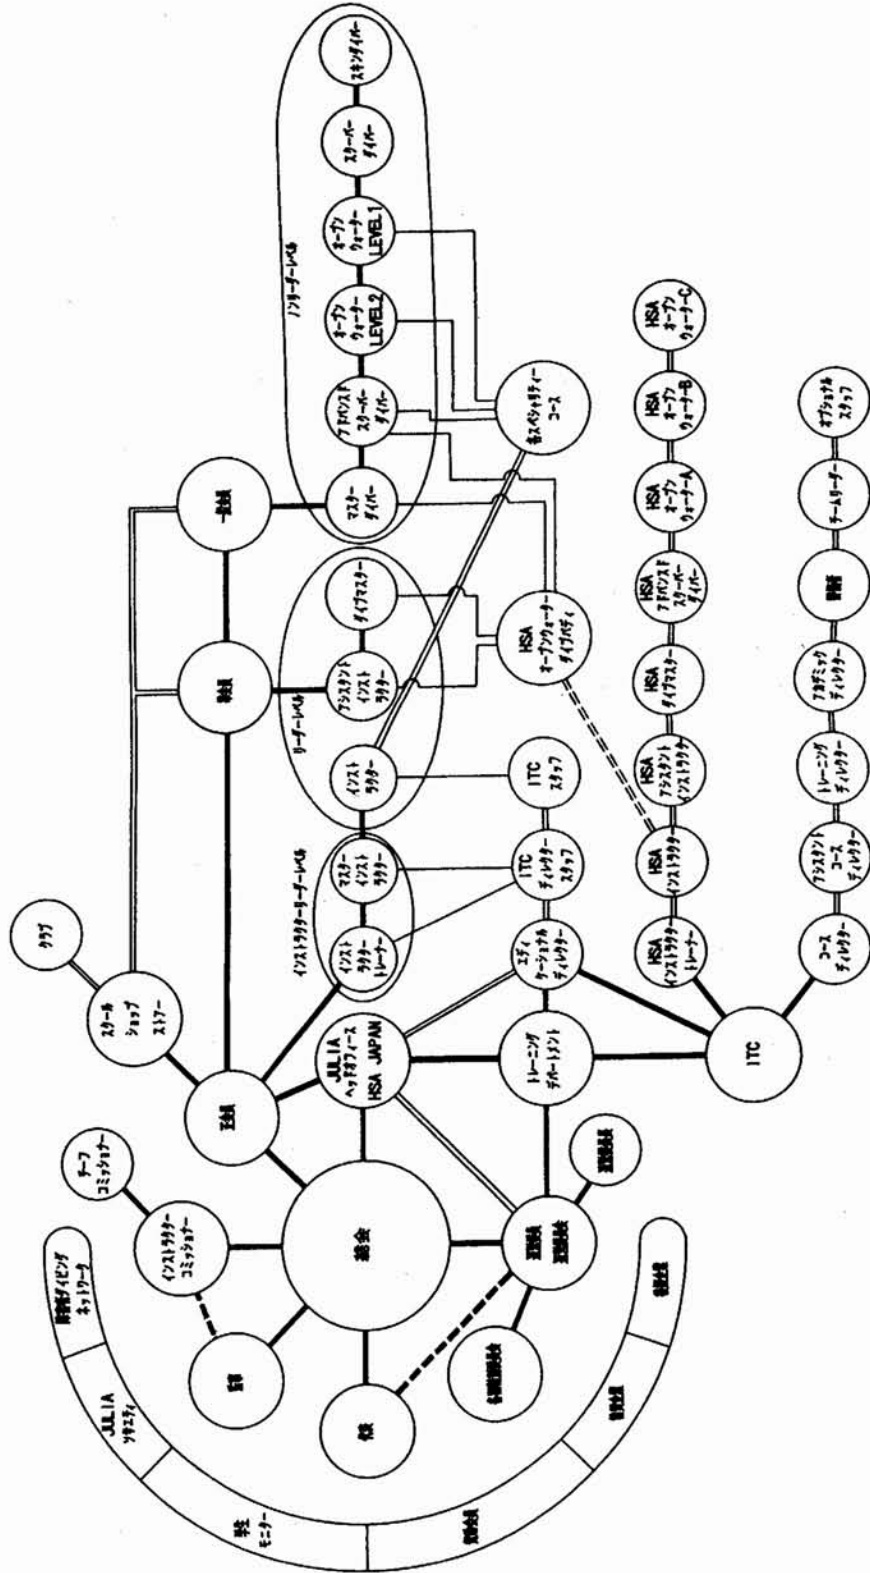 クラブ
スクール
ショップ
ストアー
一般会員
準会員
正会員
チーフ
コミッショナー
インストラクター
コミッショナー
ネットワーク
JULIA
ソサエティ
学生
モニター
総会
代表
ノンリーダーレベル
スキンダイバー
スクーバー
ダイバー
オープン
ウォーター
LEVEL1
オープン
ウォーター
LEVEL2
アドバンスド
スクーバー
ダイバー
マスター
ダイバー
リーダーレベル
ダイブマスター
アシスタント
インスト
ラクター
インスト
ラクター
インストラクターリーダーレベル
マスター
インスト
ラクター
インスト
ラクター
トレーナー
JULIA
ヘッドオフィース
HSA JAPAN
各スペシャリティー
コース
HSA
オープンウォーター
ダイブバディ
ITC
スタッフ
ITC
ディレクター
スタッフ
エディ
ケーショナル
ディレクター
トレーニング
デパートメント
HSA
オープン
ウォーターC
HSA
オープン
ウォーターB
HSA
オープン
ウォーターA
HSA
アドバンスド
スクーバー
ダイバー
HSA
ダイブマスター
HSA
アシスタント
インストラクター
HSA
インストラクター
HSA
インストラクター
トレーナー
ITC
オプショナル
スタッフ
チームリーダー
アカデミック
ディレクター
トレーニング
ディレクター
アシスタント
コース
ディレクター
コース
ディレクター